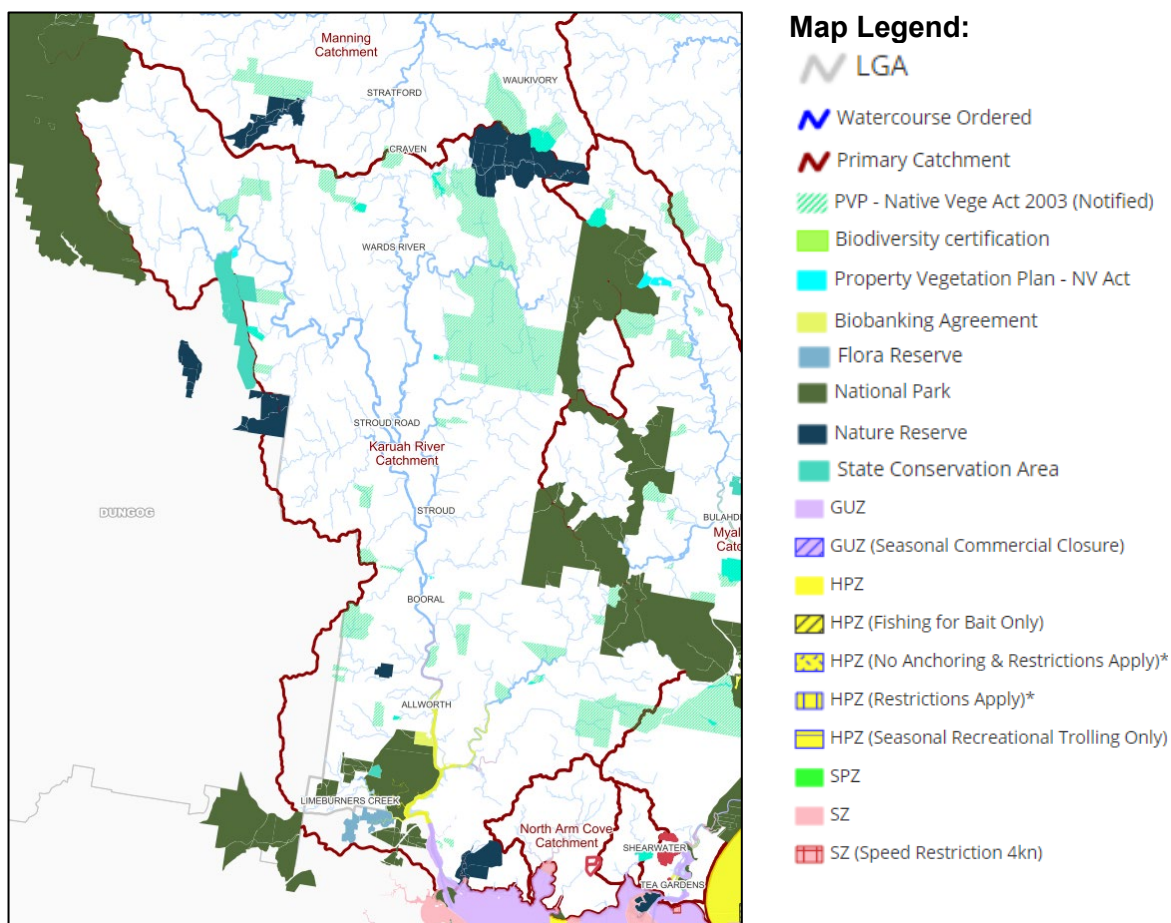 Manning
Catchment
WAUKIVORY
STRATFORD
CRAVEN
WARDS RIVER
STROUD ROAD
Karuah River
Catchment
STROUD
DUNGOG
BULAHD
Myal
Catc
BOORAL
ALLWORTH
LIMEBURNERS CREEK
North Arm Cove
Catchment
SHEARWATER
TEA GARDENS
Map Legend:
LGA
Watercourse Ordered
Primary Catchment
PVP - Native Vege Act 2003 (Notified)
Biodiversity certification
Property Vegetation Plan - NV Act
Biobanking Agreement
Flora Reserve
National Park
Nature Reserve
State Conservation Area
GUZ
GUZ (Seasonal Commercial Closure)
HPZ
HPZ (Fishing for Bait Only)
HPZ (No Anchoring & Restrictions Apply)*
HPZ (Restrictions Apply)*
HPZ (Seasonal Recreational Trolling Only)
SPZ
SZ
SZ (Speed Restriction 4kn)